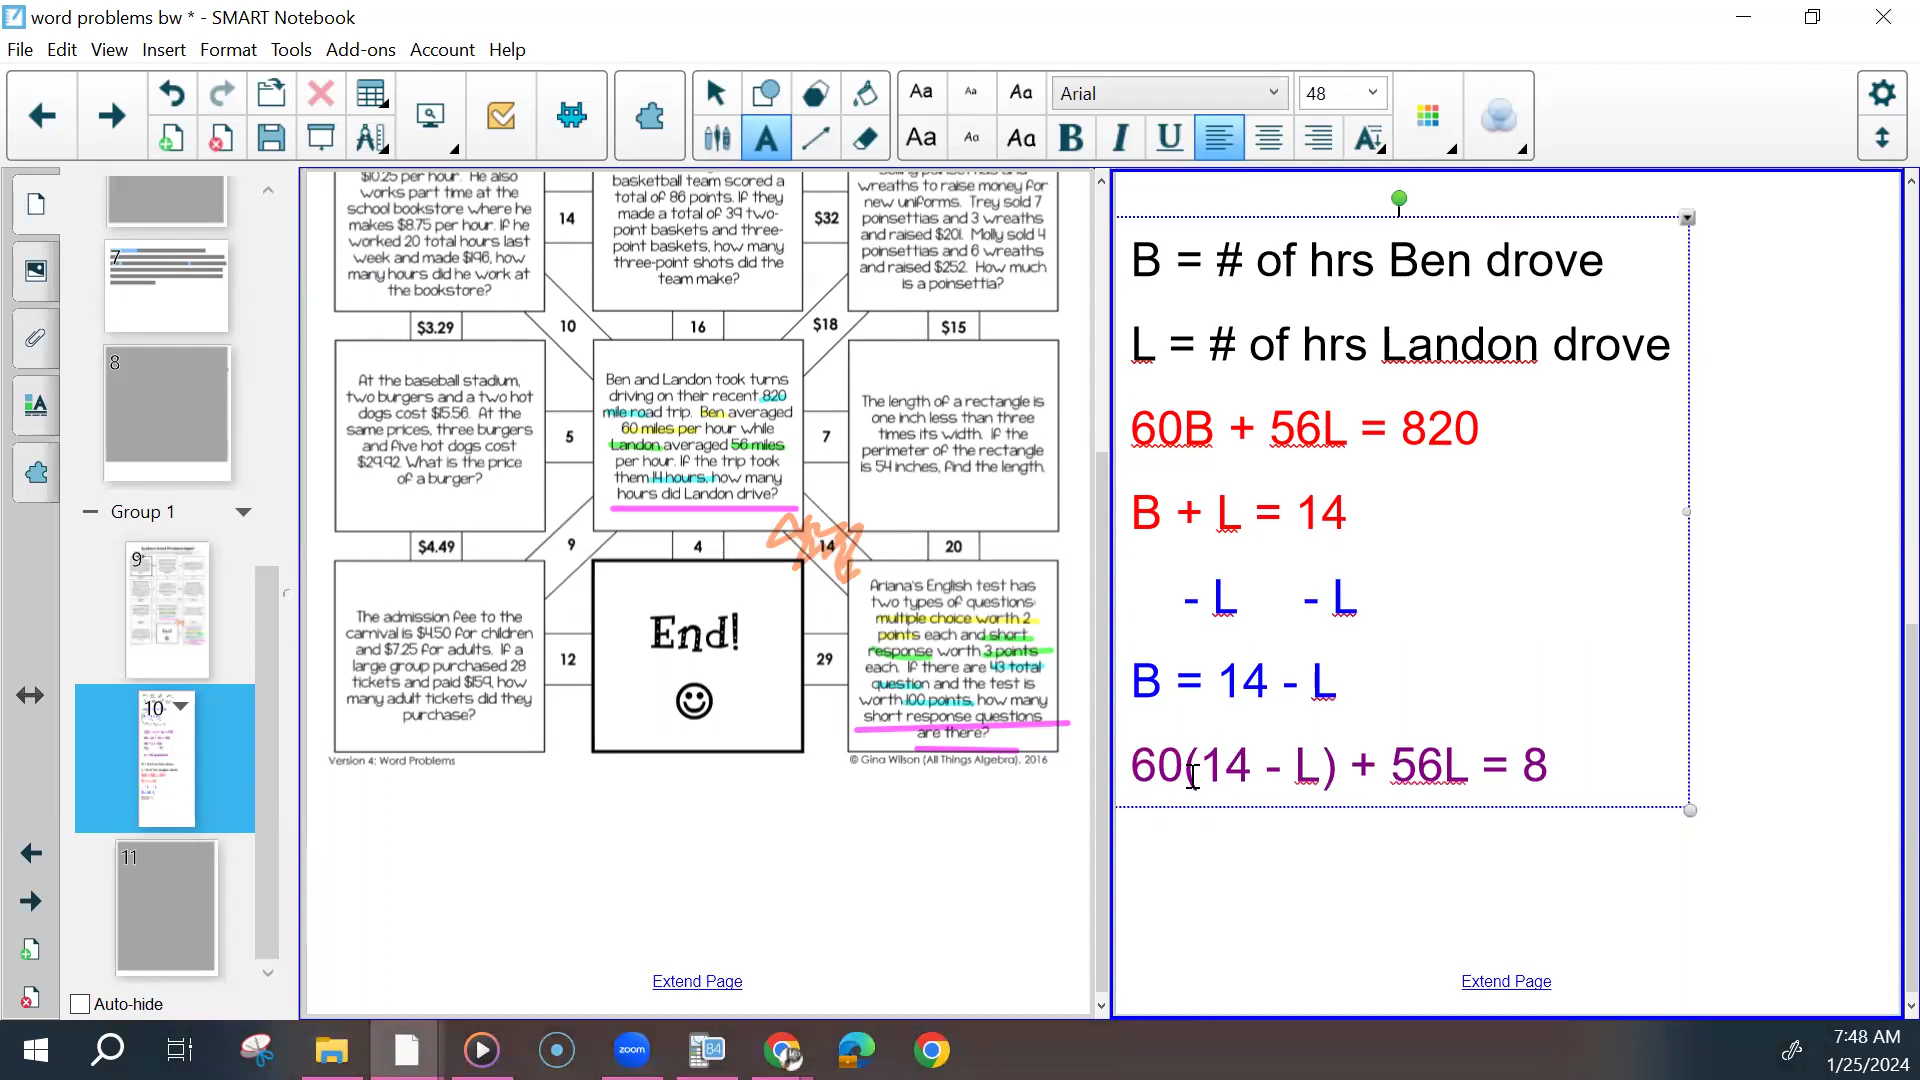 word problems bw * - SMART Notebook
File Edit View Insert Format Tools Add-ons Account Help
Aa Aa Aa Arial 48
Aa Aa Aa B I U A
7
8
Group 1
9
10
11
Auto-hide
$10.25 per hour. He also
works part time at the
school bookstore where he
makes $8.75 per hour. If he
worked 20 total hours last
week and made $196, how
many hours did he work at
the bookstore?
14
basketball team scored a
total of 86 points. If they
made a total of 39 two-
point baskets and three-
point baskets, how many
three-point shots did the
team make?
$32
wreaths to raise money for
new uniforms. Trey sold 7
poinsettias and 3 wreaths
and raised $201. Molly sold 4
poinsettias and 6 wreaths
and raised $252. How much
is a poinsettia?
$3.29 10 16 $18 $15
At the baseball stadium,
two burgers and a two hot
dogs cost $15.56. At the
same prices, three burgers
and five hot dogs cost
$29.92. What is the price
of a burger?
5
Ben and Landon took turns
driving on their recent 820
mile road trip. Ben averaged
60 miles per hour while
Landon averaged 56 miles
per hour. If the trip took
them 14 hours, how many
hours did Landon drive?
7
The length of a rectangle is
one inch less than three
times its width. If the
perimeter of the rectangle
is 54 inches, find the length.
$4.49 9 4 14 20
The admission fee to the
carnival is $4.50 for children
and $7.25 for adults. If a
large group purchased 28
tickets and paid $159, how
many adult tickets did they
purchase?
12
End!
29
Ariana's English test has
two types of questions:
multiple choice worth 2
points each and short
response worth 3 points
each. If there are 43 total
question and the test is
worth 100 points, how many
short response questions
are there?
Version 4: Word Problems
© Gina Wilson (All Things Algebra), 2016
Extend Page
B = # of hrs Ben drove
L = # of hrs Landon drove
60B + 56L = 820
B + L = 14
- L - L
B = 14 - L
60(14 - L) + 56L = 8
Extend Page
zoom
84
7:48 AM
1/25/2024